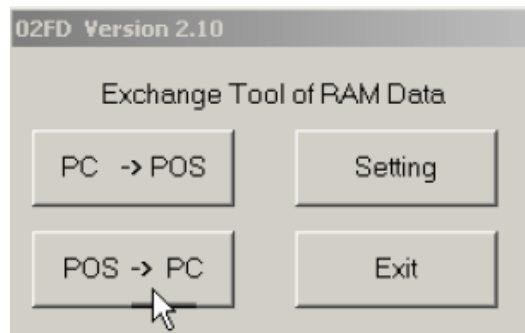 02FD Version 2.10
Exchange Tool of RAM Data
PC -> POS
Setting
POS -> PC
Exit